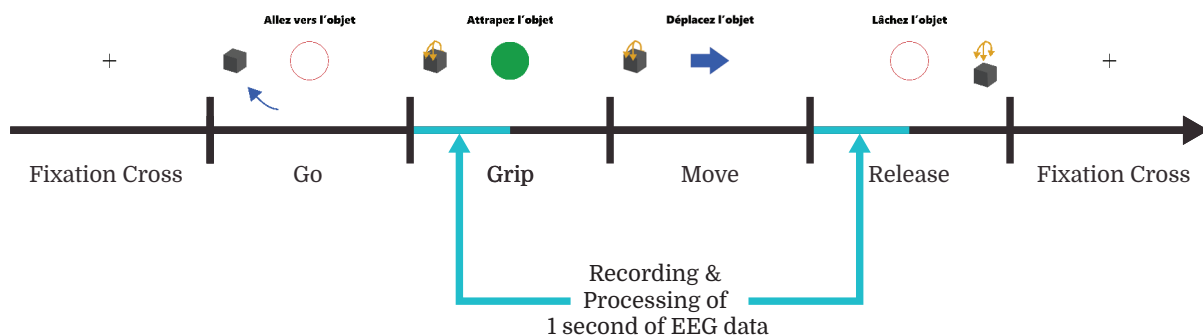 Allez vers l'objet
Attrapez l'objet
Déplacez l'objet
Lâchez l'objet
Fixation Cross
Go
Grip
Move
Release
Fixation Cross
Recording &
Processing of
1 second of EEG data